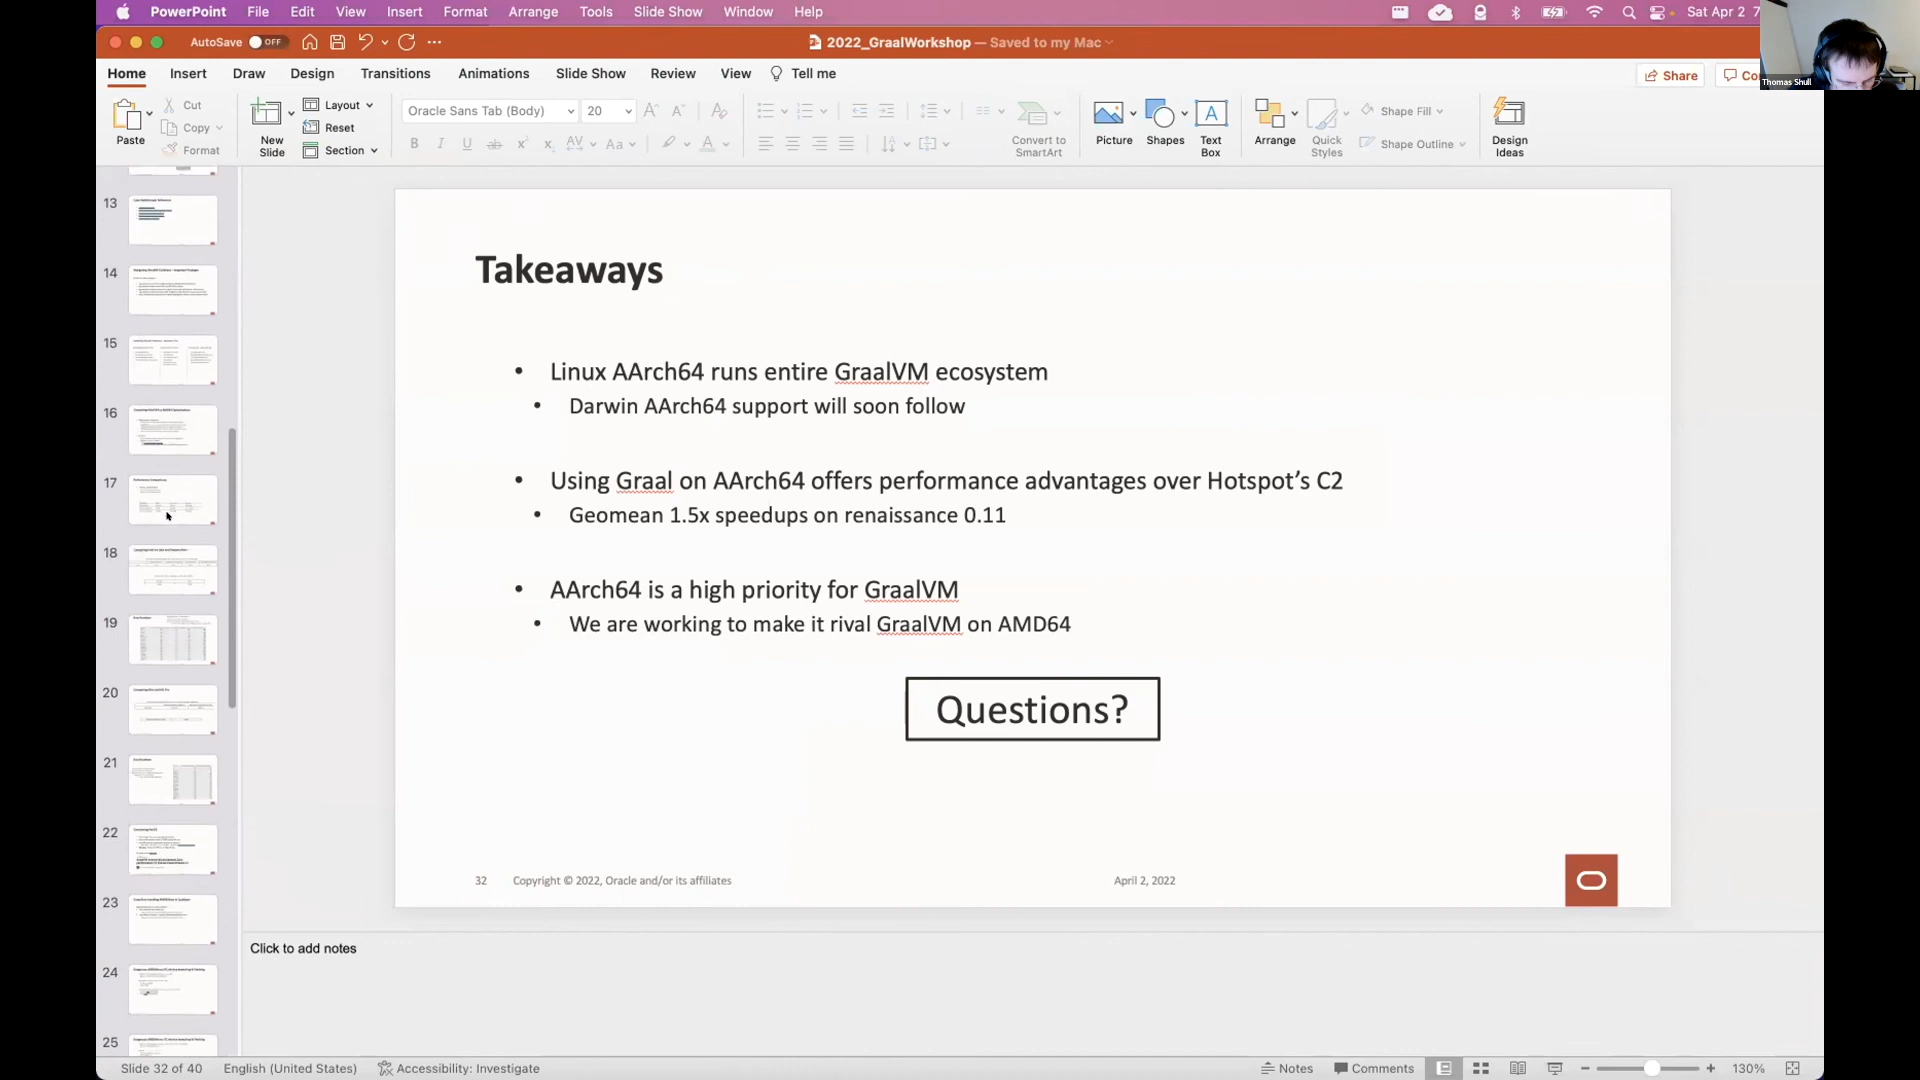 PowerPoint File Edit View Insert Format Arrange Tools Slide Show Window Help Sat Apr 2 7
AutoSave OFF 2022_GraalWorkshop — Saved to my Mac
Home Insert Draw Design Transitions Animations Slide Show Review View Tell me Share Co
Thomas Shull
Paste Cut Copy Format
New Slide Layout Reset Section
Oracle Sans Tab (Body) 20
Convert to SmartArt
Picture Shapes Text Box
Arrange Quick Styles Shape Fill Shape Outline
Design Ideas
13
14
15
16
17
18
19
20
21
22
23
24
25
Takeaways
• Linux AArch64 runs entire GraalVM ecosystem
• Darwin AArch64 support will soon follow
• Using Graal on AArch64 offers performance advantages over Hotspot’s C2
• Geomean 1.5x speedups on renaissance 0.11
• AArch64 is a high priority for GraalVM
• We are working to make it rival GraalVM on AMD64
Questions?
32 Copyright © 2022, Oracle and/or its affiliates April 2, 2022
Click to add notes
Slide 32 of 40 English (United States) Accessibility: Investigate Notes Comments 130%